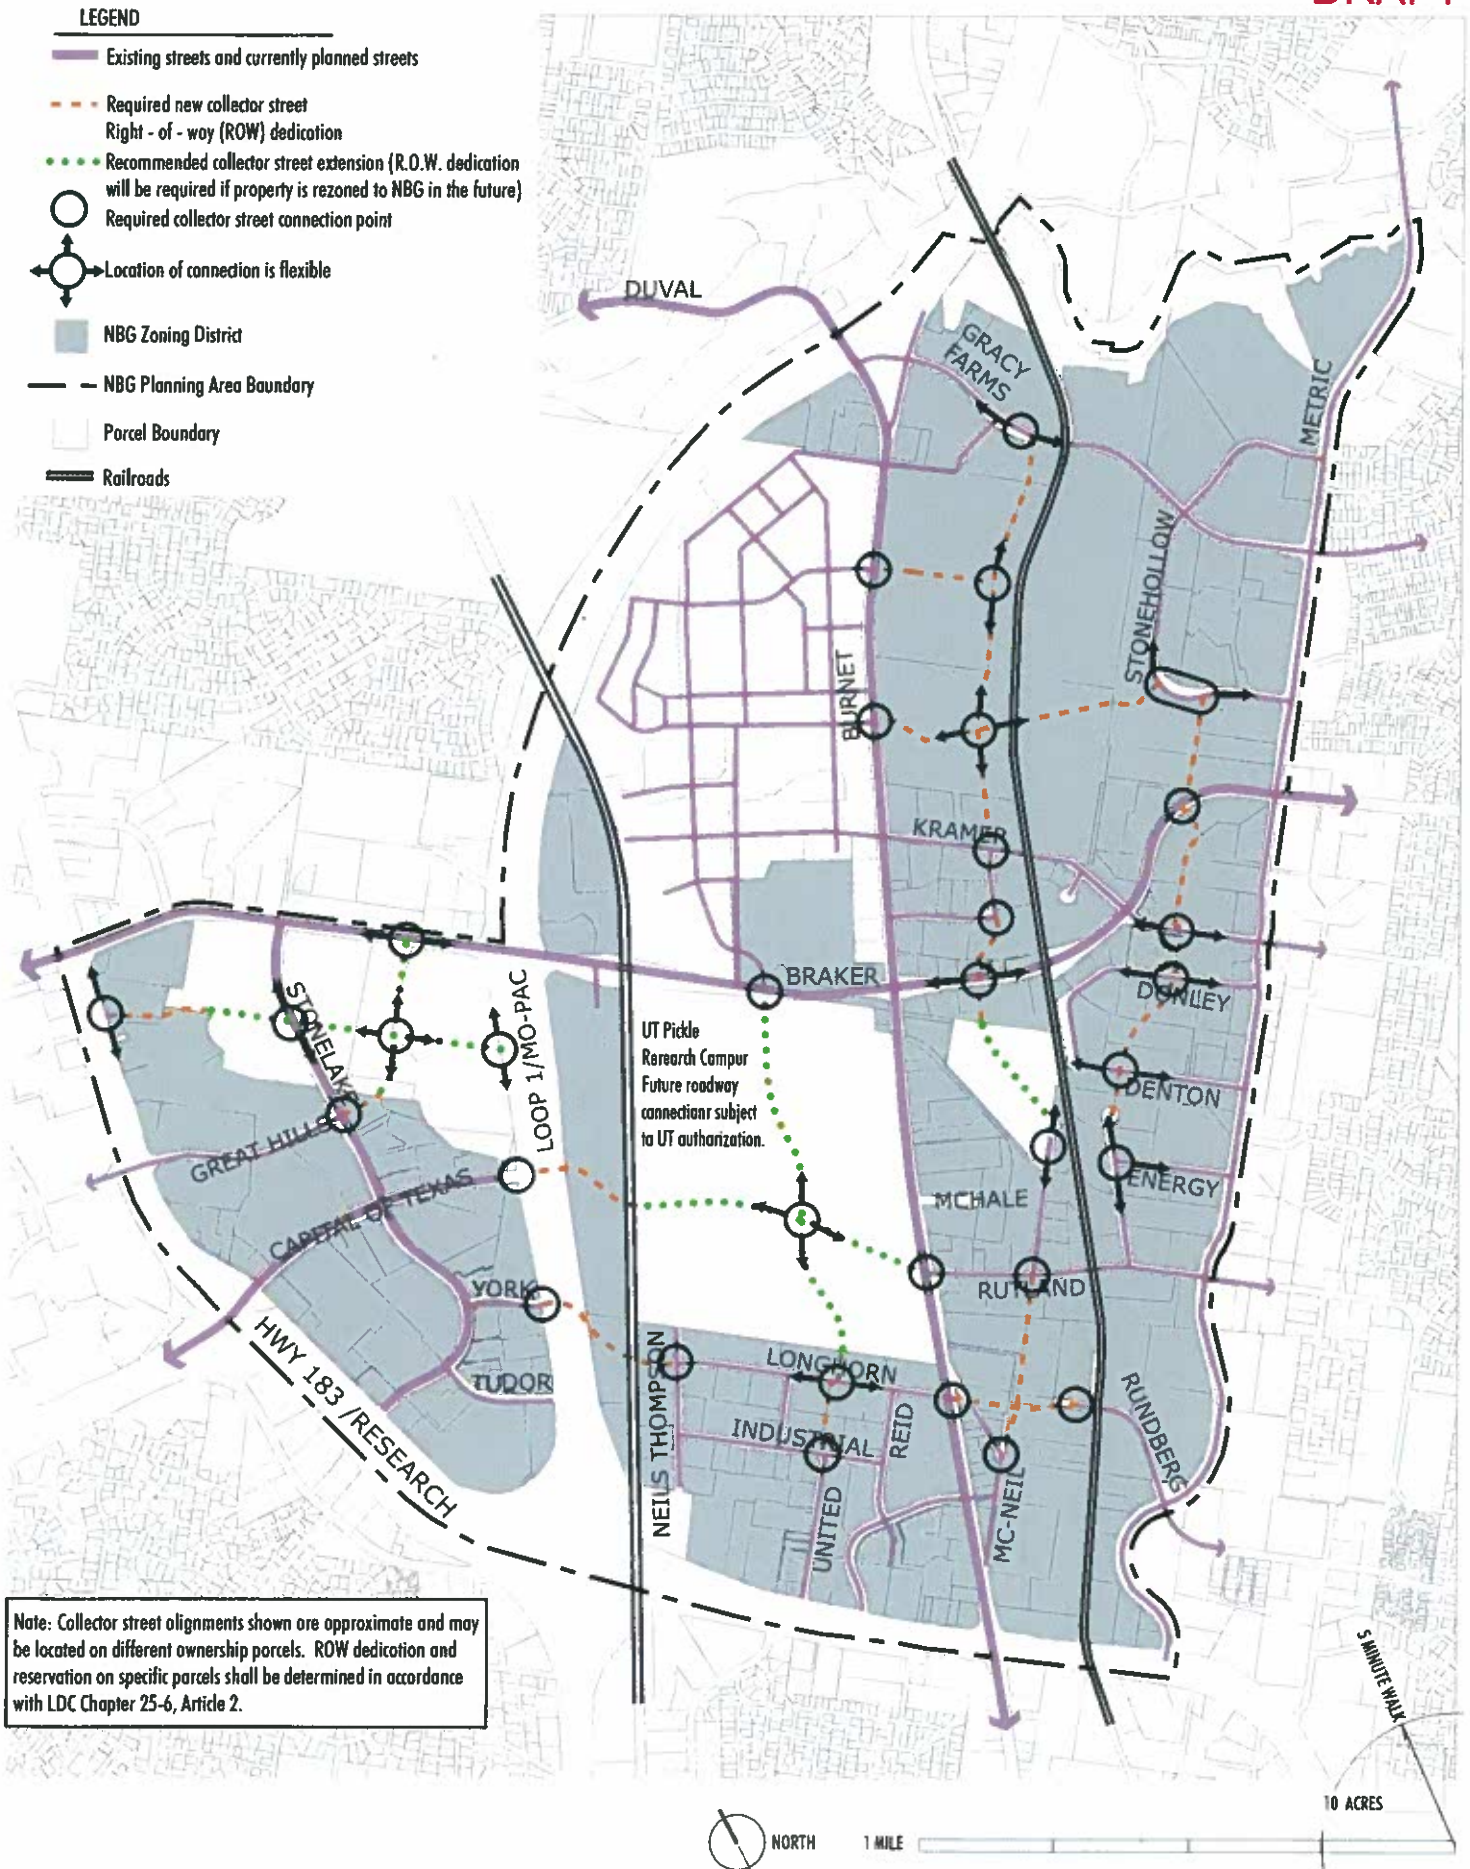 LEGEND
Existing streets and currently planned streets
Required new collector street
Right - of - way (ROW) dedication
Recommended collector street extension (R.O.W. dedication
will be required if property is rezoned to NBG in the future)
Required collector street connection point
Location of connection is flexible
NBG Zoning District
NBG Planning Area Boundary
Parcel Boundary
Railroads
DUVAL
GRACY
FARMS
METRIC
STONEHOLLOW
BURNET
KRAMER
BRAKER
DUNLEY
STONELAKE
LOOP 1/MO-PAC
UT Pickle
Rerearch Campur
Future roadway
connectionr subject
to UT authorization.
DENTON
GREAT HILLS
ENERGY
CAPITAL OF TEXAS
MCHALE
YORK
RUTLAND
HWY 183 /RESEARCH
TUDOR
NEILS THOMPSON
LONGHORN
INDUSTRIAL
REID
RUNDBERG
UNITED
MC-NEIL
Note: Collector street alignments shown are approximate and may
be located on different ownership parcels. ROW dedication and
reservation on specific parcels shall be determined in accordance
with LDC Chapter 25-6, Article 2.
5 MINUTE WALK
10 ACRES
NORTH
1 MILE